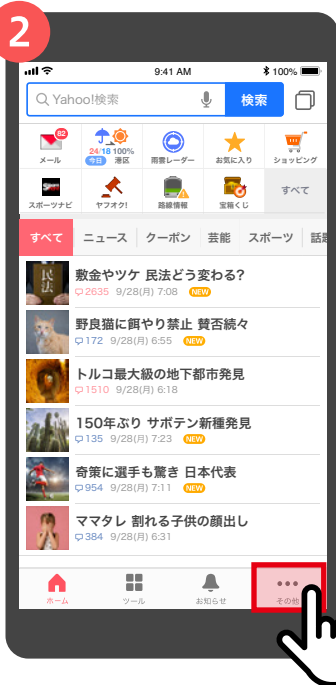 2
9:41 AM
100%
Yahoo!検索
検索
92
24/18 100%
メール
今日 港区
雨雲レーダー
お気に入り
ショッピング
スポーツナビ
ヤフオク!
路線情報
宝箱くじ
すべて
すべて ニュース クーポン 芸能 スポーツ 話題
敷金やツケ 民法どう変わる?
2635 9/28(月) 7:08 NEW
民法
野良猫に餌やり禁止 賛否続々
172 9/28(月) 6:55 NEW
トルコ最大級の地下都市発見
1510 9/28(月) 6:18
150年ぶり サボテン新種発見
135 9/28(月) 7:23 NEW
奇策に選手も驚き 日本代表
954 9/28(月) 7:11 NEW
ママタレ 割れる子供の顔出し
384 9/28(月) 6:31
ホーム ツール お知らせ その他